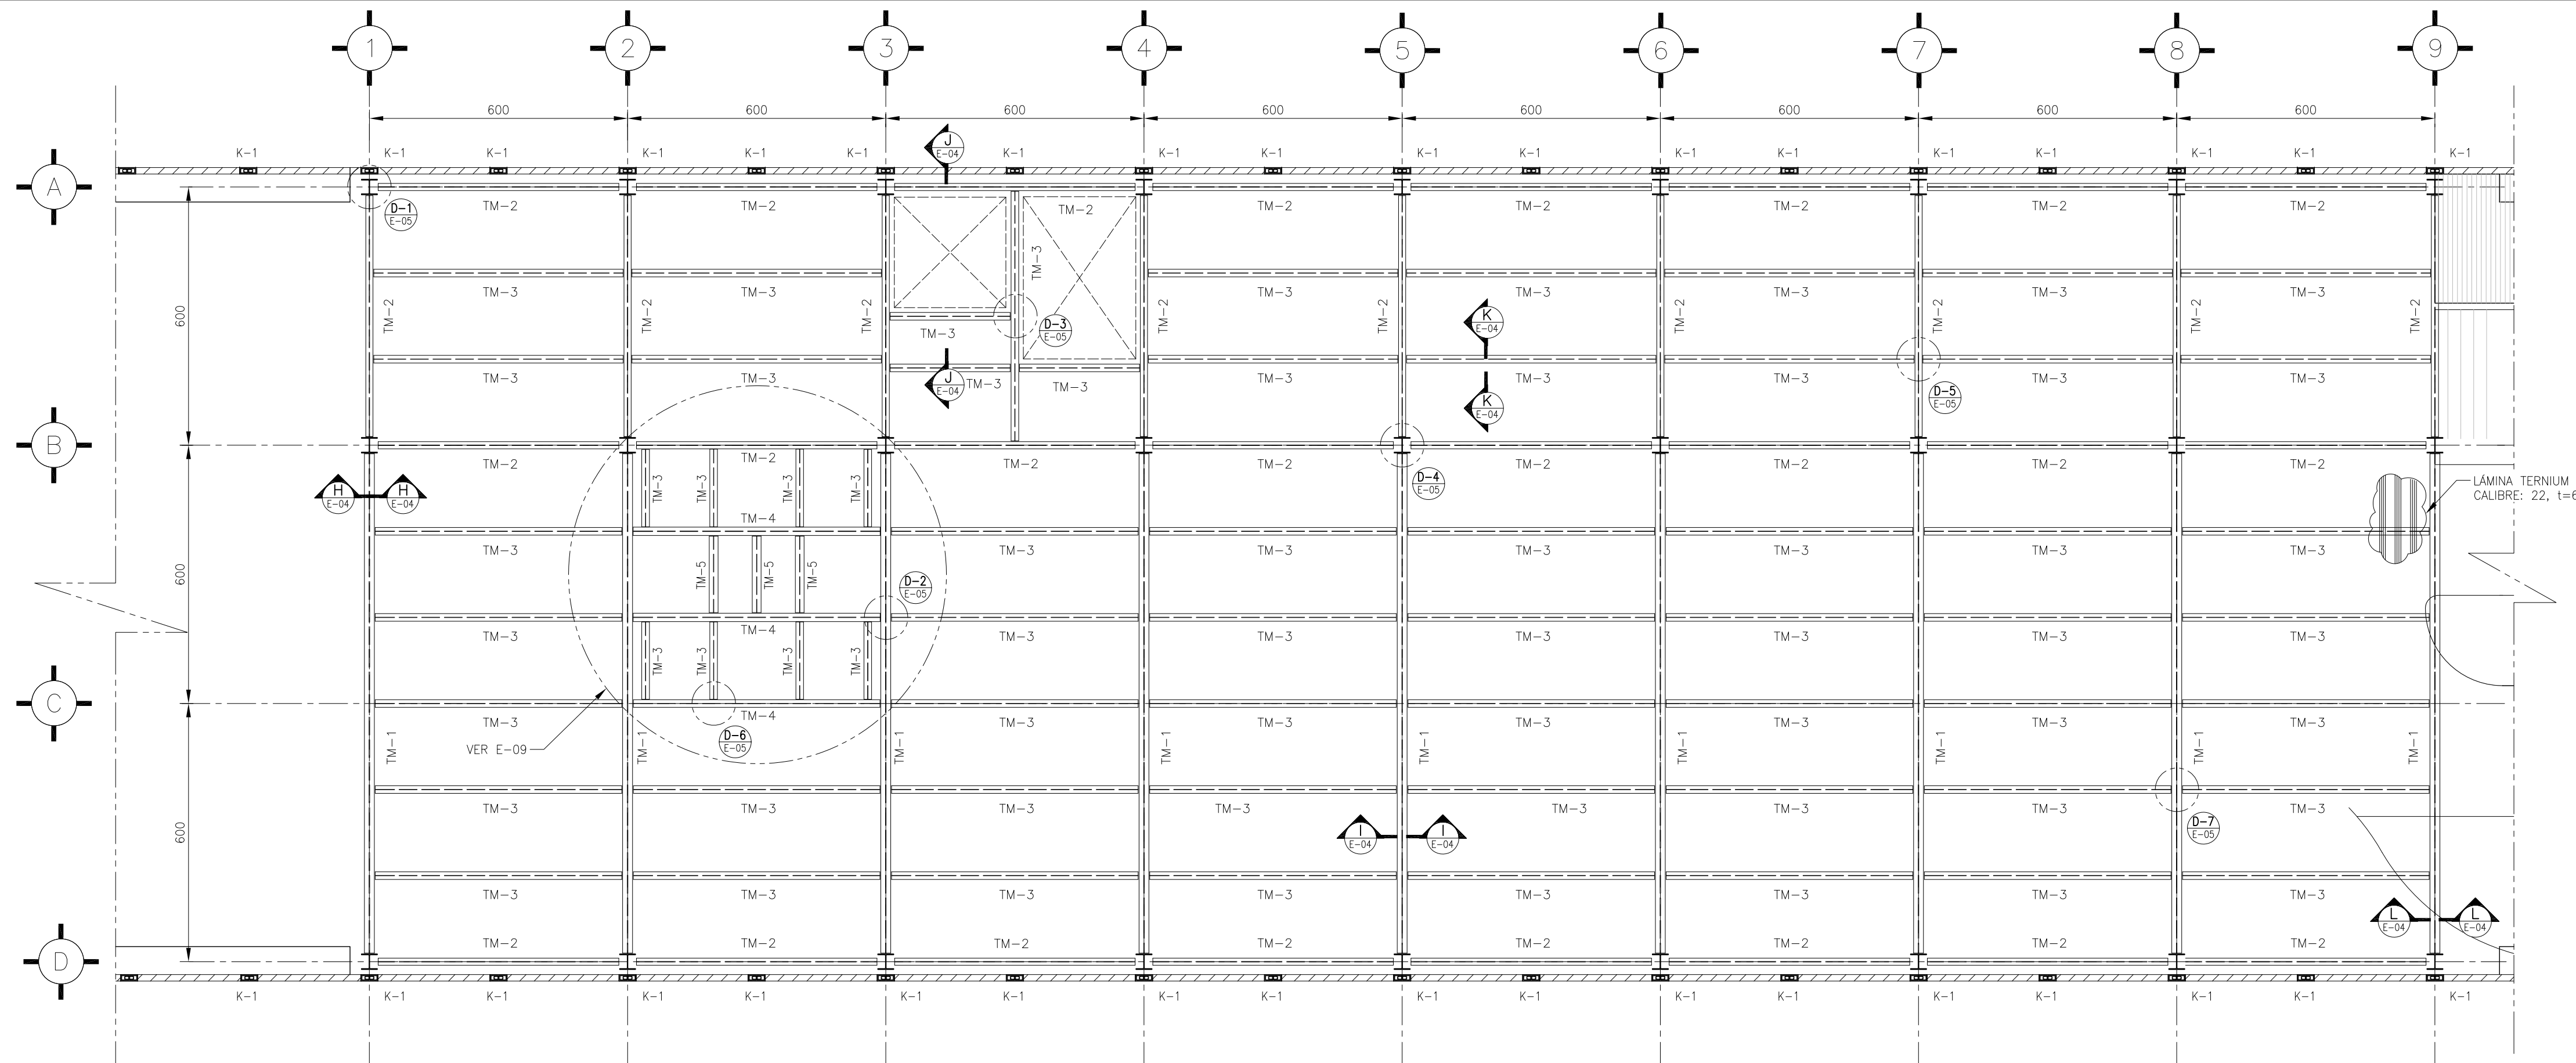 1 2 3 4 5 6 7 8 9
600 600 600 600 600 600 600 600
K-1 K-1 K-1 K-1 K-1 K-1 K-1 K-1 K-1 K-1 K-1 K-1 K-1 K-1 K-1 K-1 K-1 K-1
J
E-04
A
D-1
E-05
TM-2 TM-2 TM-2 TM-2 TM-2 TM-2 TM-2 TM-2
TM-3
TM-3 TM-3 TM-3 TM-3 TM-3 TM-3 TM-3
600
TM-2 TM-2 TM-2 TM-2 TM-2 TM-2 TM-2 TM-2 TM-2
D-3
E-05
K
E-04
TM-3
TM-3 TM-3 TM-3 TM-3 TM-3 TM-3 TM-3 TM-3 TM-3
J
E-04
D-5
E-05
K
E-04
B
TM-2 TM-2 TM-2 TM-2 TM-2 TM-2 TM-2 TM-2
D-4
E-05
H
E-04
H
E-04
TM-3 TM-3 TM-3 TM-3
LÁMINA TERNIUM
CALIBRE: 22, t=6
TM-4
TM-3 TM-3 TM-3 TM-3 TM-3 TM-3 TM-3
600
TM-5 TM-5 TM-5
D-2
E-05
TM-4
TM-3 TM-3 TM-3 TM-3 TM-3 TM-3 TM-3
TM-3 TM-3 TM-3 TM-3
C
TM-3 TM-4 TM-3 TM-3 TM-3 TM-3 TM-3 TM-3
D-6
E-05
VER E-09
TM-1 TM-1 TM-1 TM-1 TM-1 TM-1 TM-1 TM-1 TM-1
TM-3 TM-3 TM-3 TM-3 TM-3 TM-3 TM-3 TM-3
600
I
E-04
I
E-04
D-7
E-05
TM-3 TM-3 TM-3 TM-3 TM-3 TM-3 TM-3 TM-3
L
E-04
L
E-04
TM-2 TM-2 TM-2 TM-2 TM-2 TM-2 TM-2 TM-2
D
K-1 K-1 K-1 K-1 K-1 K-1 K-1 K-1 K-1 K-1 K-1 K-1 K-1 K-1 K-1 K-1 K-1 K-1